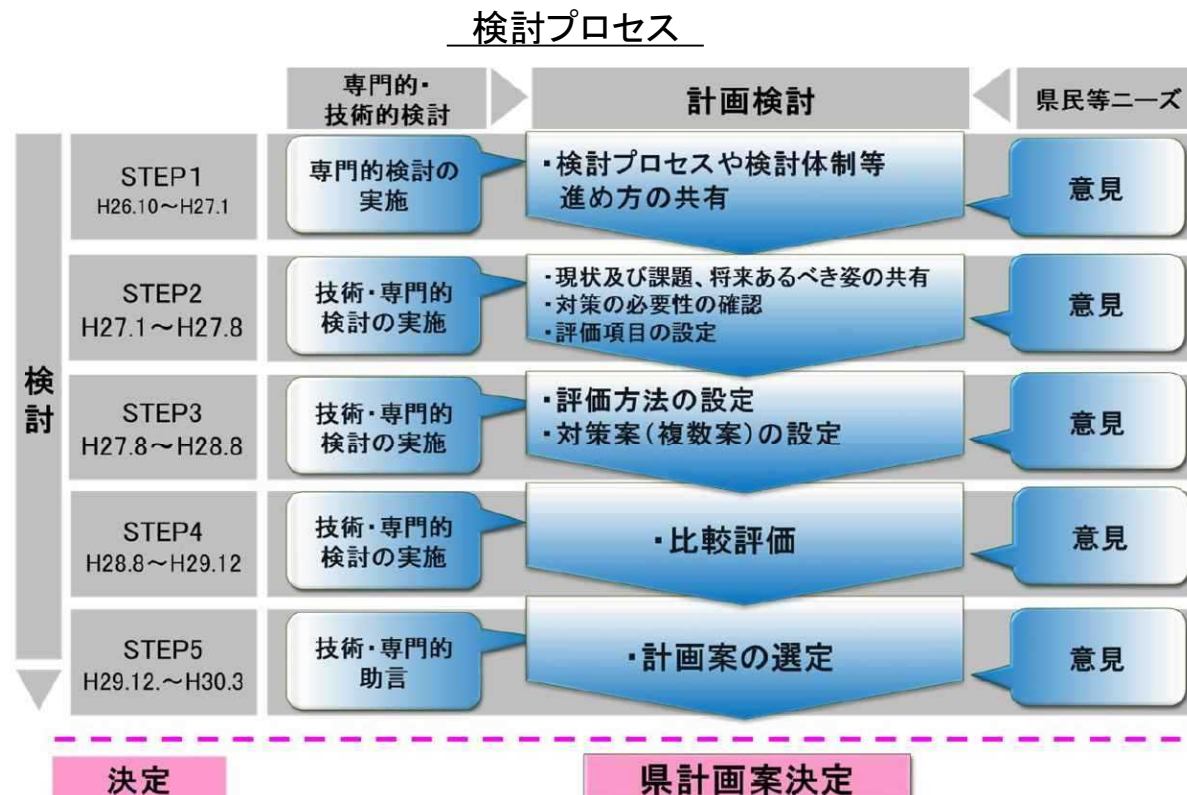 検討プロセス
専門的・
技術的検討
計画検討
県民等ニーズ
検討
STEP1
H26.10～H27.1
専門的検討の
実施
・検討プロセスや検討体制等
進め方の共有
意見
STEP2
H27.1～H27.8
技術・専門的
検討の実施
・現状及び課題、将来あるべき姿の共有
・対策の必要性の確認
・評価項目の設定
意見
STEP3
H27.8～H28.8
技術・専門的
検討の実施
・評価方法の設定
・対策案(複数案)の設定
意見
STEP4
H28.8～H29.12
技術・専門的
検討の実施
・比較評価
意見
STEP5
H29.12.～H30.3
技術・専門的
助言
・計画案の選定
意見
決定
県計画案決定